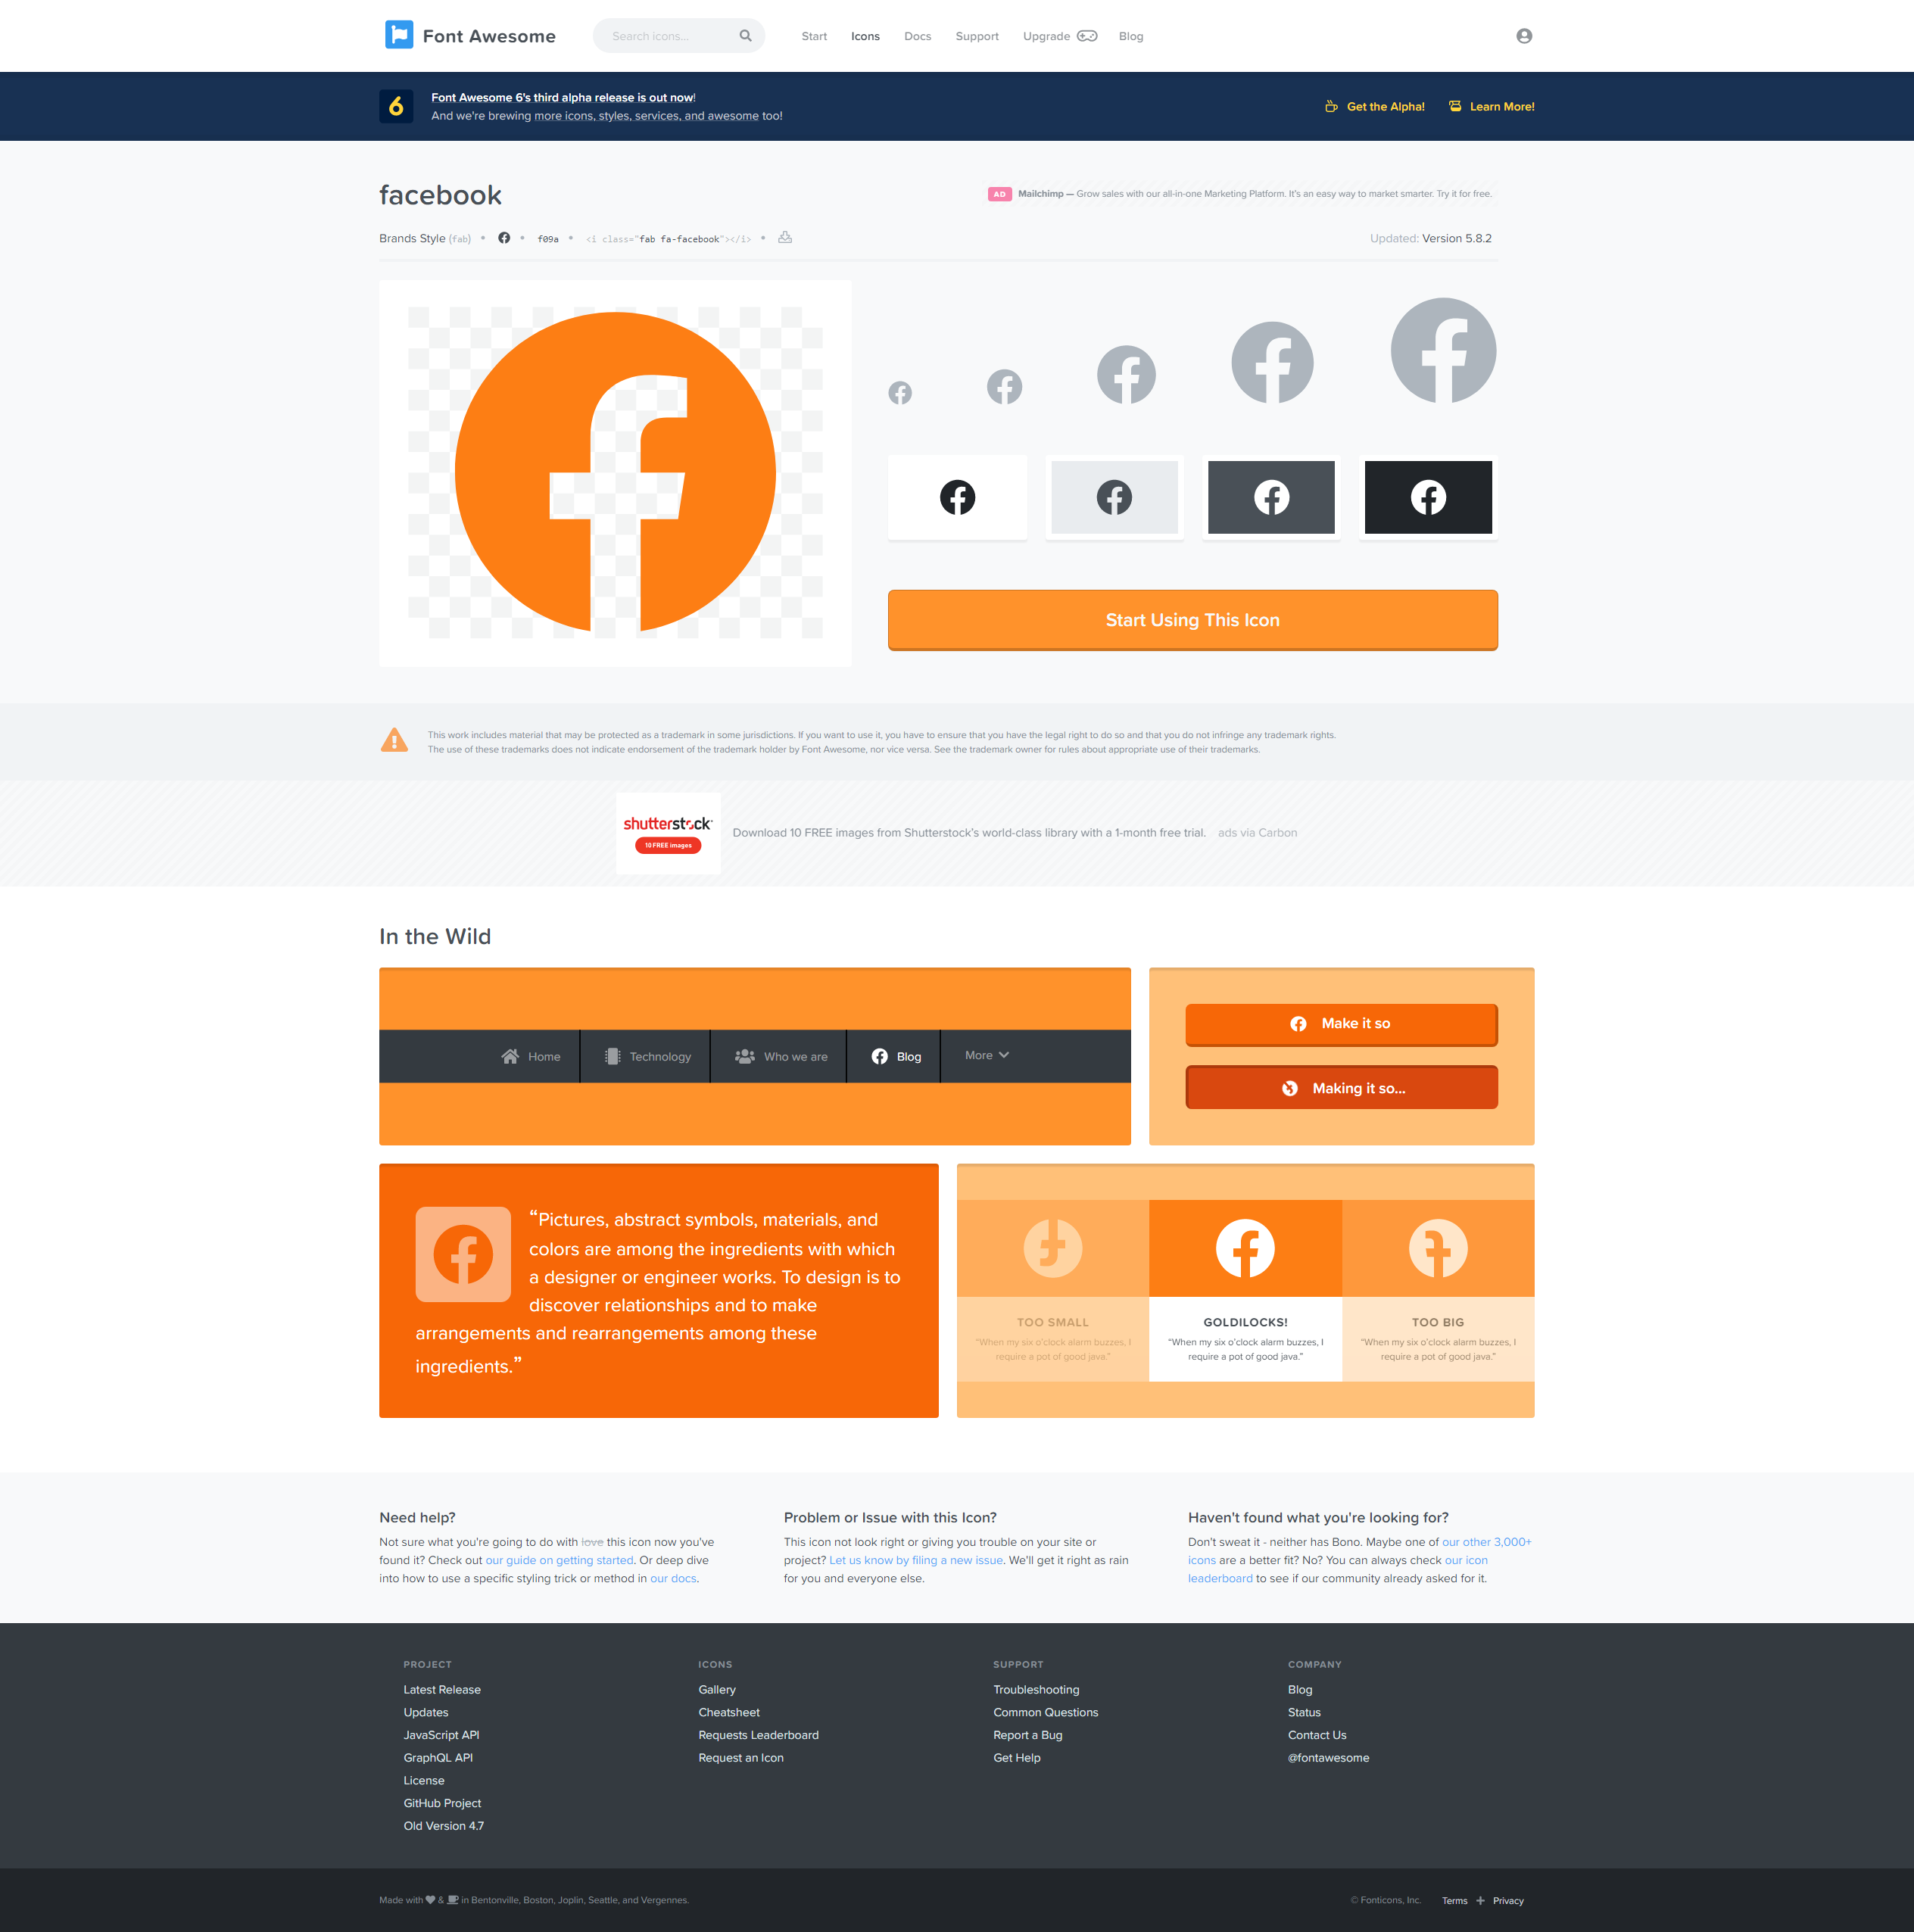 Font Awesome
Search icons...
Start
Icons
Docs
Support
Upgrade
Blog
6
Font Awesome 6's third alpha release is out now!
And we're brewing more icons, styles, services, and awesome too!
Get the Alpha!
Learn More!
facebook
AD Mailchimp — Grow sales with our all-in-one Marketing Platform. It's an easy way to market smarter. Try it for free.
Brands Style (fab) • • f09a • <i class="fab fa-facebook"></i> •
Updated: Version 5.8.2
Start Using This Icon
This work includes material that may be protected as a trademark in some jurisdictions. If you want to use it, you have to ensure that you have the legal right to do so and that you do not infringe any trademark rights.
The use of these trademarks does not indicate endorsement of the trademark holder by Font Awesome, nor vice versa. See the trademark owner for rules about appropriate use of their trademarks.
shutterstock
10 FREE images
Download 10 FREE images from Shutterstock's world-class library with a 1-month free trial.
ads via Carbon
In the Wild
Home
Technology
Who we are
Blog
More
Make it so
Making it so...
“Pictures, abstract symbols, materials, and
colors are among the ingredients with which
a designer or engineer works. To design is to
discover relationships and to make
arrangements and rearrangements among these
ingredients.”
TOO SMALL
“When my six o'clock alarm buzzes, I
require a pot of good java.”
GOLDILOCKS!
“When my six o'clock alarm buzzes, I
require a pot of good java.”
TOO BIG
“When my six o'clock alarm buzzes, I
require a pot of good java.”
Need help?
Not sure what you're going to do with love this icon now you've
found it? Check out our guide on getting started. Or deep dive
into how to use a specific styling trick or method in our docs.
Problem or Issue with this Icon?
This icon not look right or giving you trouble on your site or
project? Let us know by filing a new issue. We'll get it right as rain
for you and everyone else.
Haven't found what you're looking for?
Don't sweat it - neither has Bono. Maybe one of our other 3,000+
icons are a better fit? No? You can always check our icon
leaderboard to see if our community already asked for it.
PROJECT
Latest Release
Updates
JavaScript API
GraphQL API
License
GitHub Project
Old Version 4.7
ICONS
Gallery
Cheatsheet
Requests Leaderboard
Request an Icon
SUPPORT
Troubleshooting
Common Questions
Report a Bug
Get Help
COMPANY
Blog
Status
Contact Us
@fontawesome
Made with & in Bentonville, Boston, Joplin, Seattle, and Vergennes.
© Fonticons, Inc.
Terms
Privacy